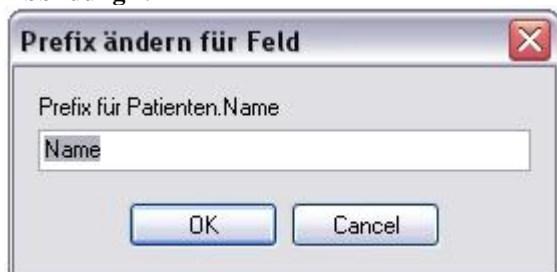 Prefix ändern für Feld
Prefix für Patienten.Name
Name
OK
Cancel